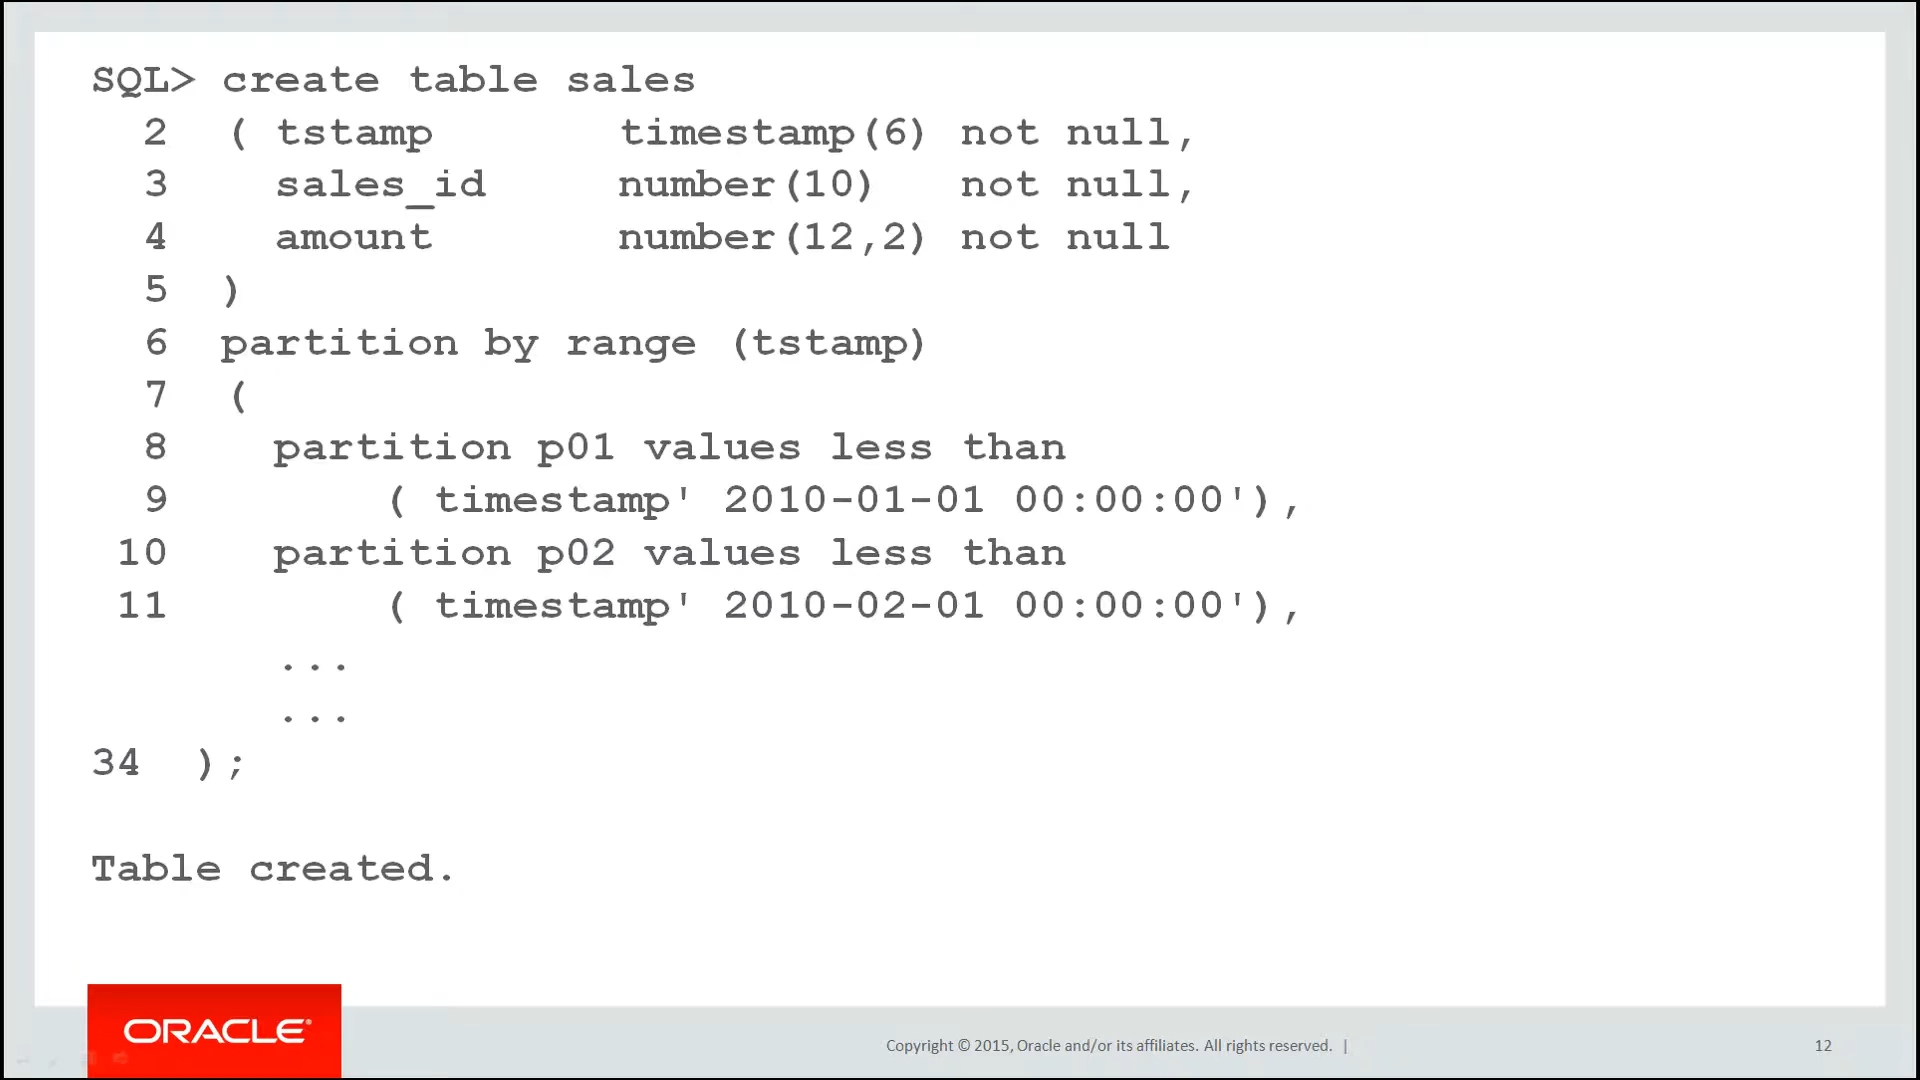 SQL> create table sales
2 ( tstamp timestamp(6) not null,
3 sales_id number(10) not null,
4 amount number(12,2) not null
5 )
6 partition by range (tstamp)
7 (
8 partition p01 values less than
9 ( timestamp' 2010-01-01 00:00:00'),
10 partition p02 values less than
11 ( timestamp' 2010-02-01 00:00:00'),
...
...
34 );
Table created.
ORACLE®
Copyright © 2015, Oracle and/or its affiliates. All rights reserved. |
12